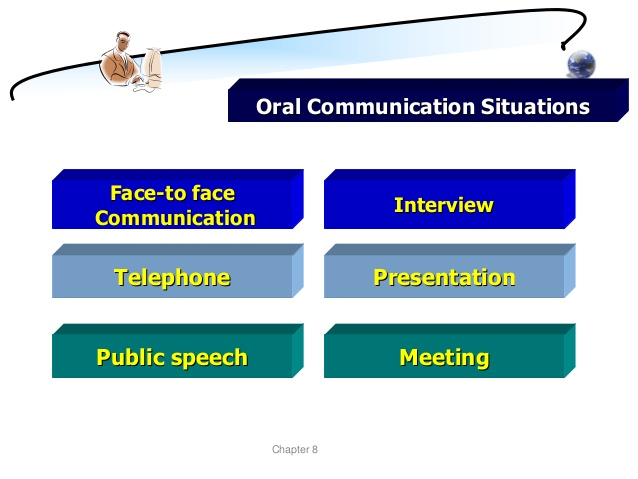 Oral Communication Situations
Face-to face
Communication
Interview
Telephone
Presentation
Public speech
Meeting
Chapter 8